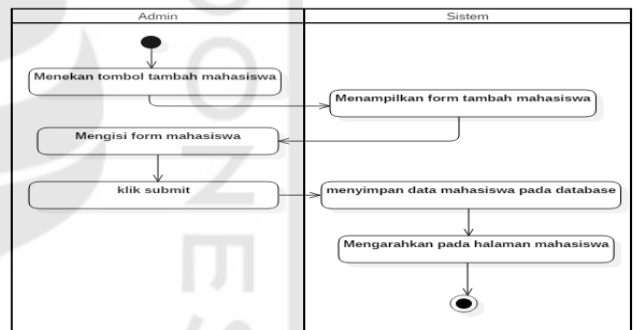 Admin
Sistem
Menekan tombol tambah mahasiswa
Menampilkan form tambah mahasiswa
Mengisi form mahasiswa
klik submit
menyimpan data mahasiswa pada database
Mengarahkan pada halaman mahasiswa
ONES